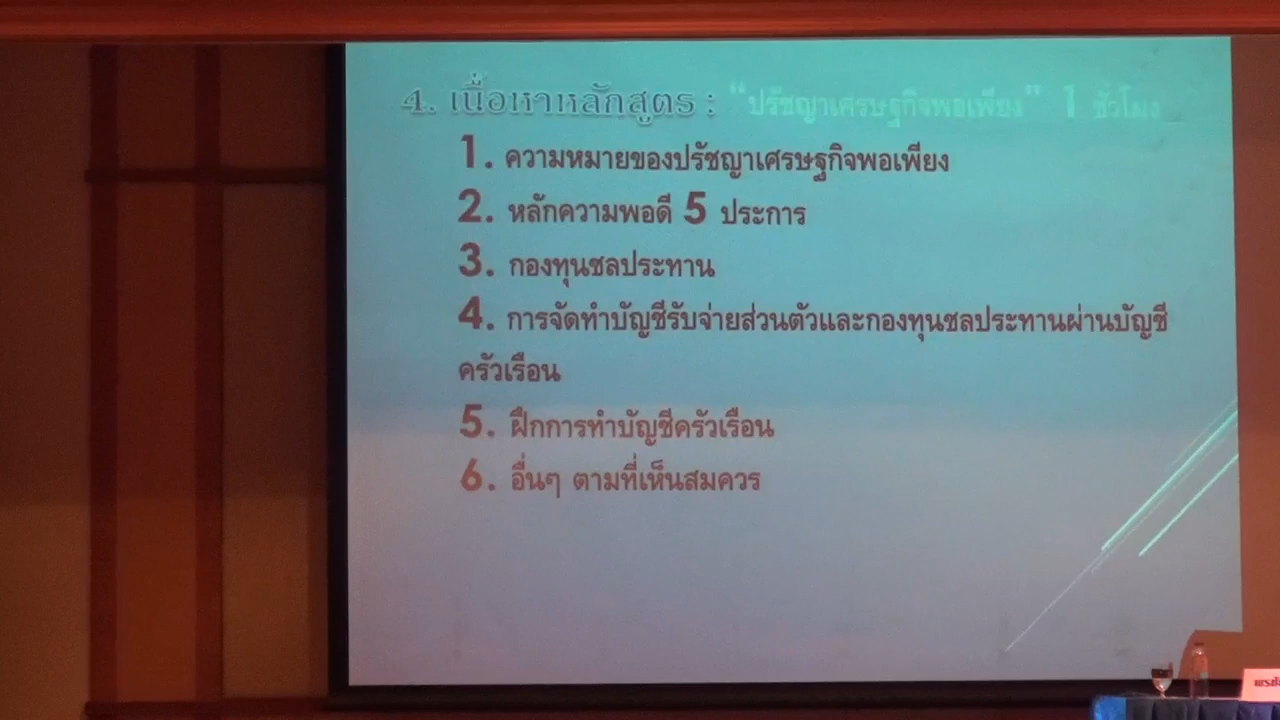 4. เนื้อหาหลักสูตร : “ปรัชญาเศรษฐกิจพอเพียง” 1 ชั่วโมง
1. ความหมายของปรัชญาเศรษฐกิจพอเพียง
2. หลักความพอดี 5 ประการ
3. กองทุนชลประทาน
4. การจัดทำบัญชีรับจ่ายส่วนตัวและกองทุนชลประทานผ่านบัญชี
ครัวเรือน
5. ฝึกการทำบัญชีครัวเรือน
6. อื่นๆ ตามที่เห็นสมควร